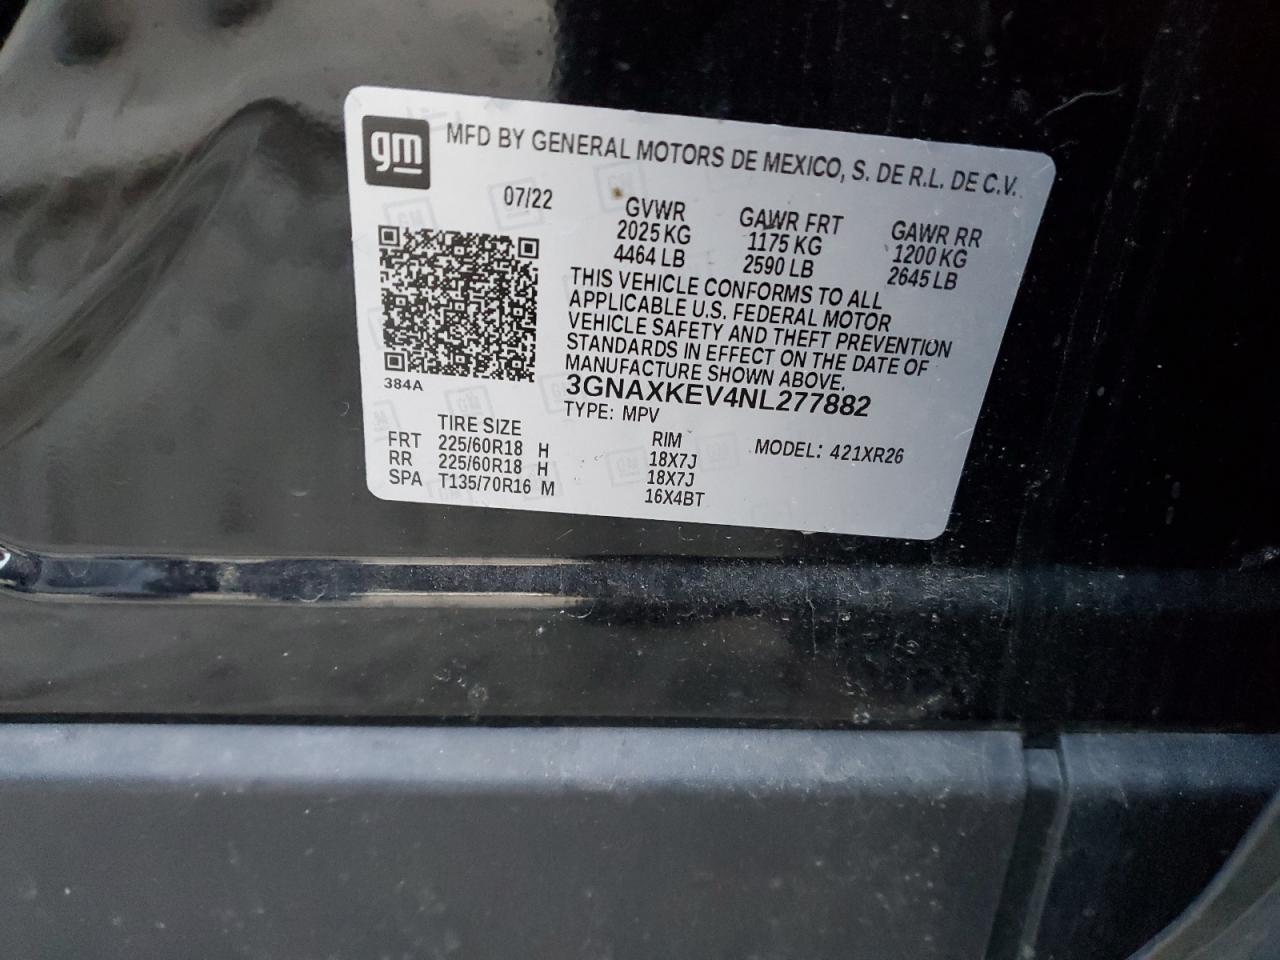 gm
MFD BY GENERAL MOTORS DE MEXICO, S. DE R.L. DE C.V.
07/22
GVWR GAWR FRT GAWR RR
2025 KG 1175 KG 1200 KG
4464 LB 2590 LB 2645 LB
THIS VEHICLE CONFORMS TO ALL
APPLICABLE U.S. FEDERAL MOTOR
VEHICLE SAFETY AND THEFT PREVENTION
STANDARDS IN EFFECT ON THE DATE OF
MANUFACTURE SHOWN ABOVE.
384A
3GNAXKEV4NL277882
TYPE: MPV
TIRE SIZE RIM MODEL: 421XR26
FRT 225/60R18 H 18X7J
RR 225/60R18 H 18X7J
SPA T135/70R16 M 16X4BT